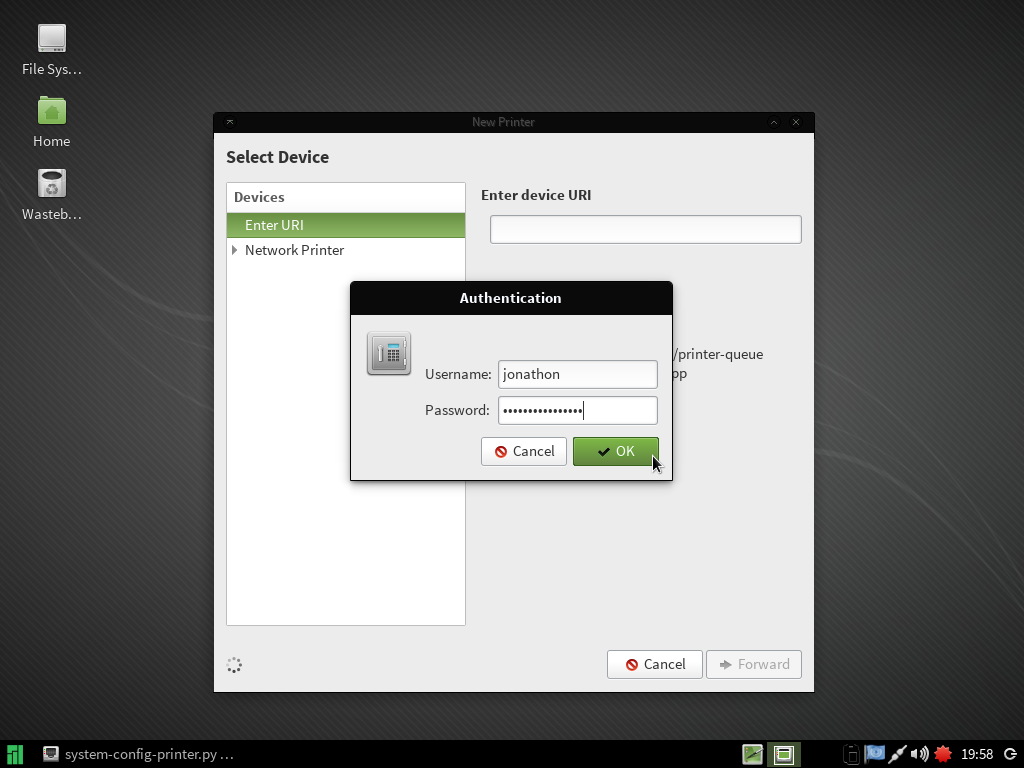 File Sys…
Home
Wasteb…
New Printer
Select Device
Devices
Enter URI
Network Printer
Enter device URI
/printer-queue
pp
Authentication
Username: jonathon
Password: ••••••••••••••••
Cancel
OK
Cancel
Forward
system-config-printer.py …
19:58